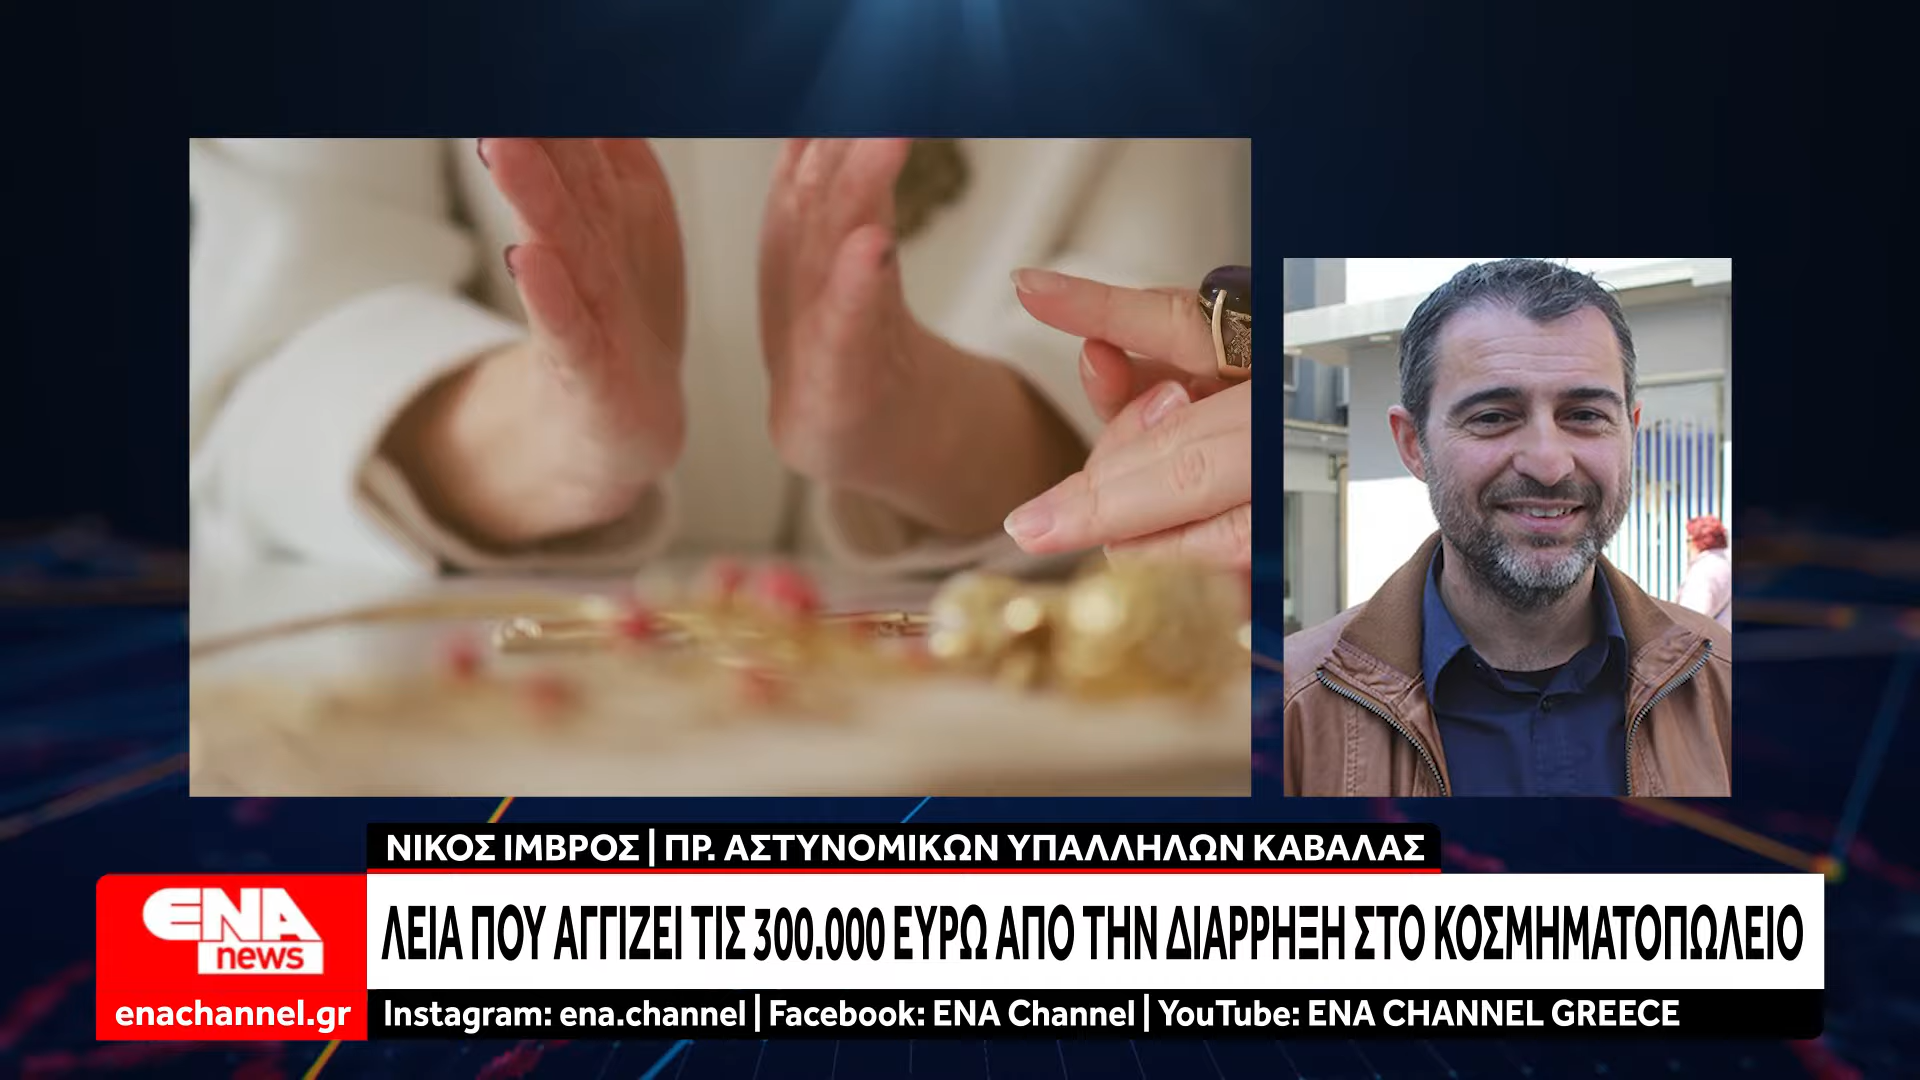 ΝΙΚΟΣ ΙΜΒΡΟΣ | ΠΡ. ΑΣΤΥΝΟΜΙΚΩΝ ΥΠΑΛΛΗΛΩΝ ΚΑΒΑΛΑΣ
ENA
news
ΛΕΙΑ ΠΟΥ ΑΓΓΙΖΕΙ ΤΙΣ 300.000 ΕΥΡΩ ΑΠΟ ΤΗΝ ΔΙΑΡΡΗΞΗ ΣΤΟ ΚΟΣΜΗΜΑΤΟΠΩΛΕΙΟ
enachannel.gr
Instagram: ena.channel | Facebook: ENA Channel | YouTube: ENA CHANNEL GREECE